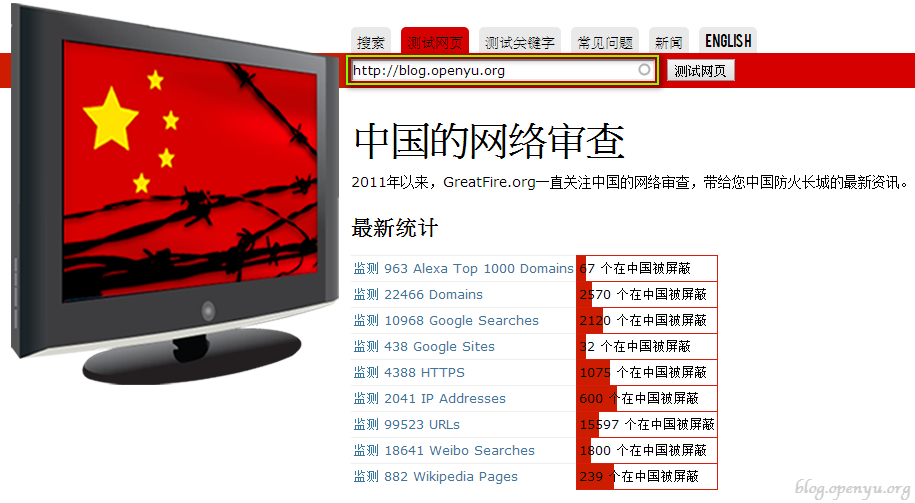 搜索 测试网页 测试关键字 常见问题 新闻 ENGLISH
http://blog.openyu.org 测试网页
中国的网络审查
2011年以来，GreatFire.org一直关注中国的网络审查，带给您中国防火长城的最新资讯。
最新统计
监测 963 Alexa Top 1000 Domains 67 个在中国被屏蔽
监测 22466 Domains 2570 个在中国被屏蔽
监测 10968 Google Searches 2120 个在中国被屏蔽
监测 438 Google Sites 32 个在中国被屏蔽
监测 4388 HTTPS 1075 个在中国被屏蔽
监测 2041 IP Addresses 600 个在中国被屏蔽
监测 99523 URLs 15597 个在中国被屏蔽
监测 18641 Weibo Searches 1800 个在中国被屏蔽
监测 882 Wikipedia Pages 239 个在中国被屏蔽
blog.openyu.org